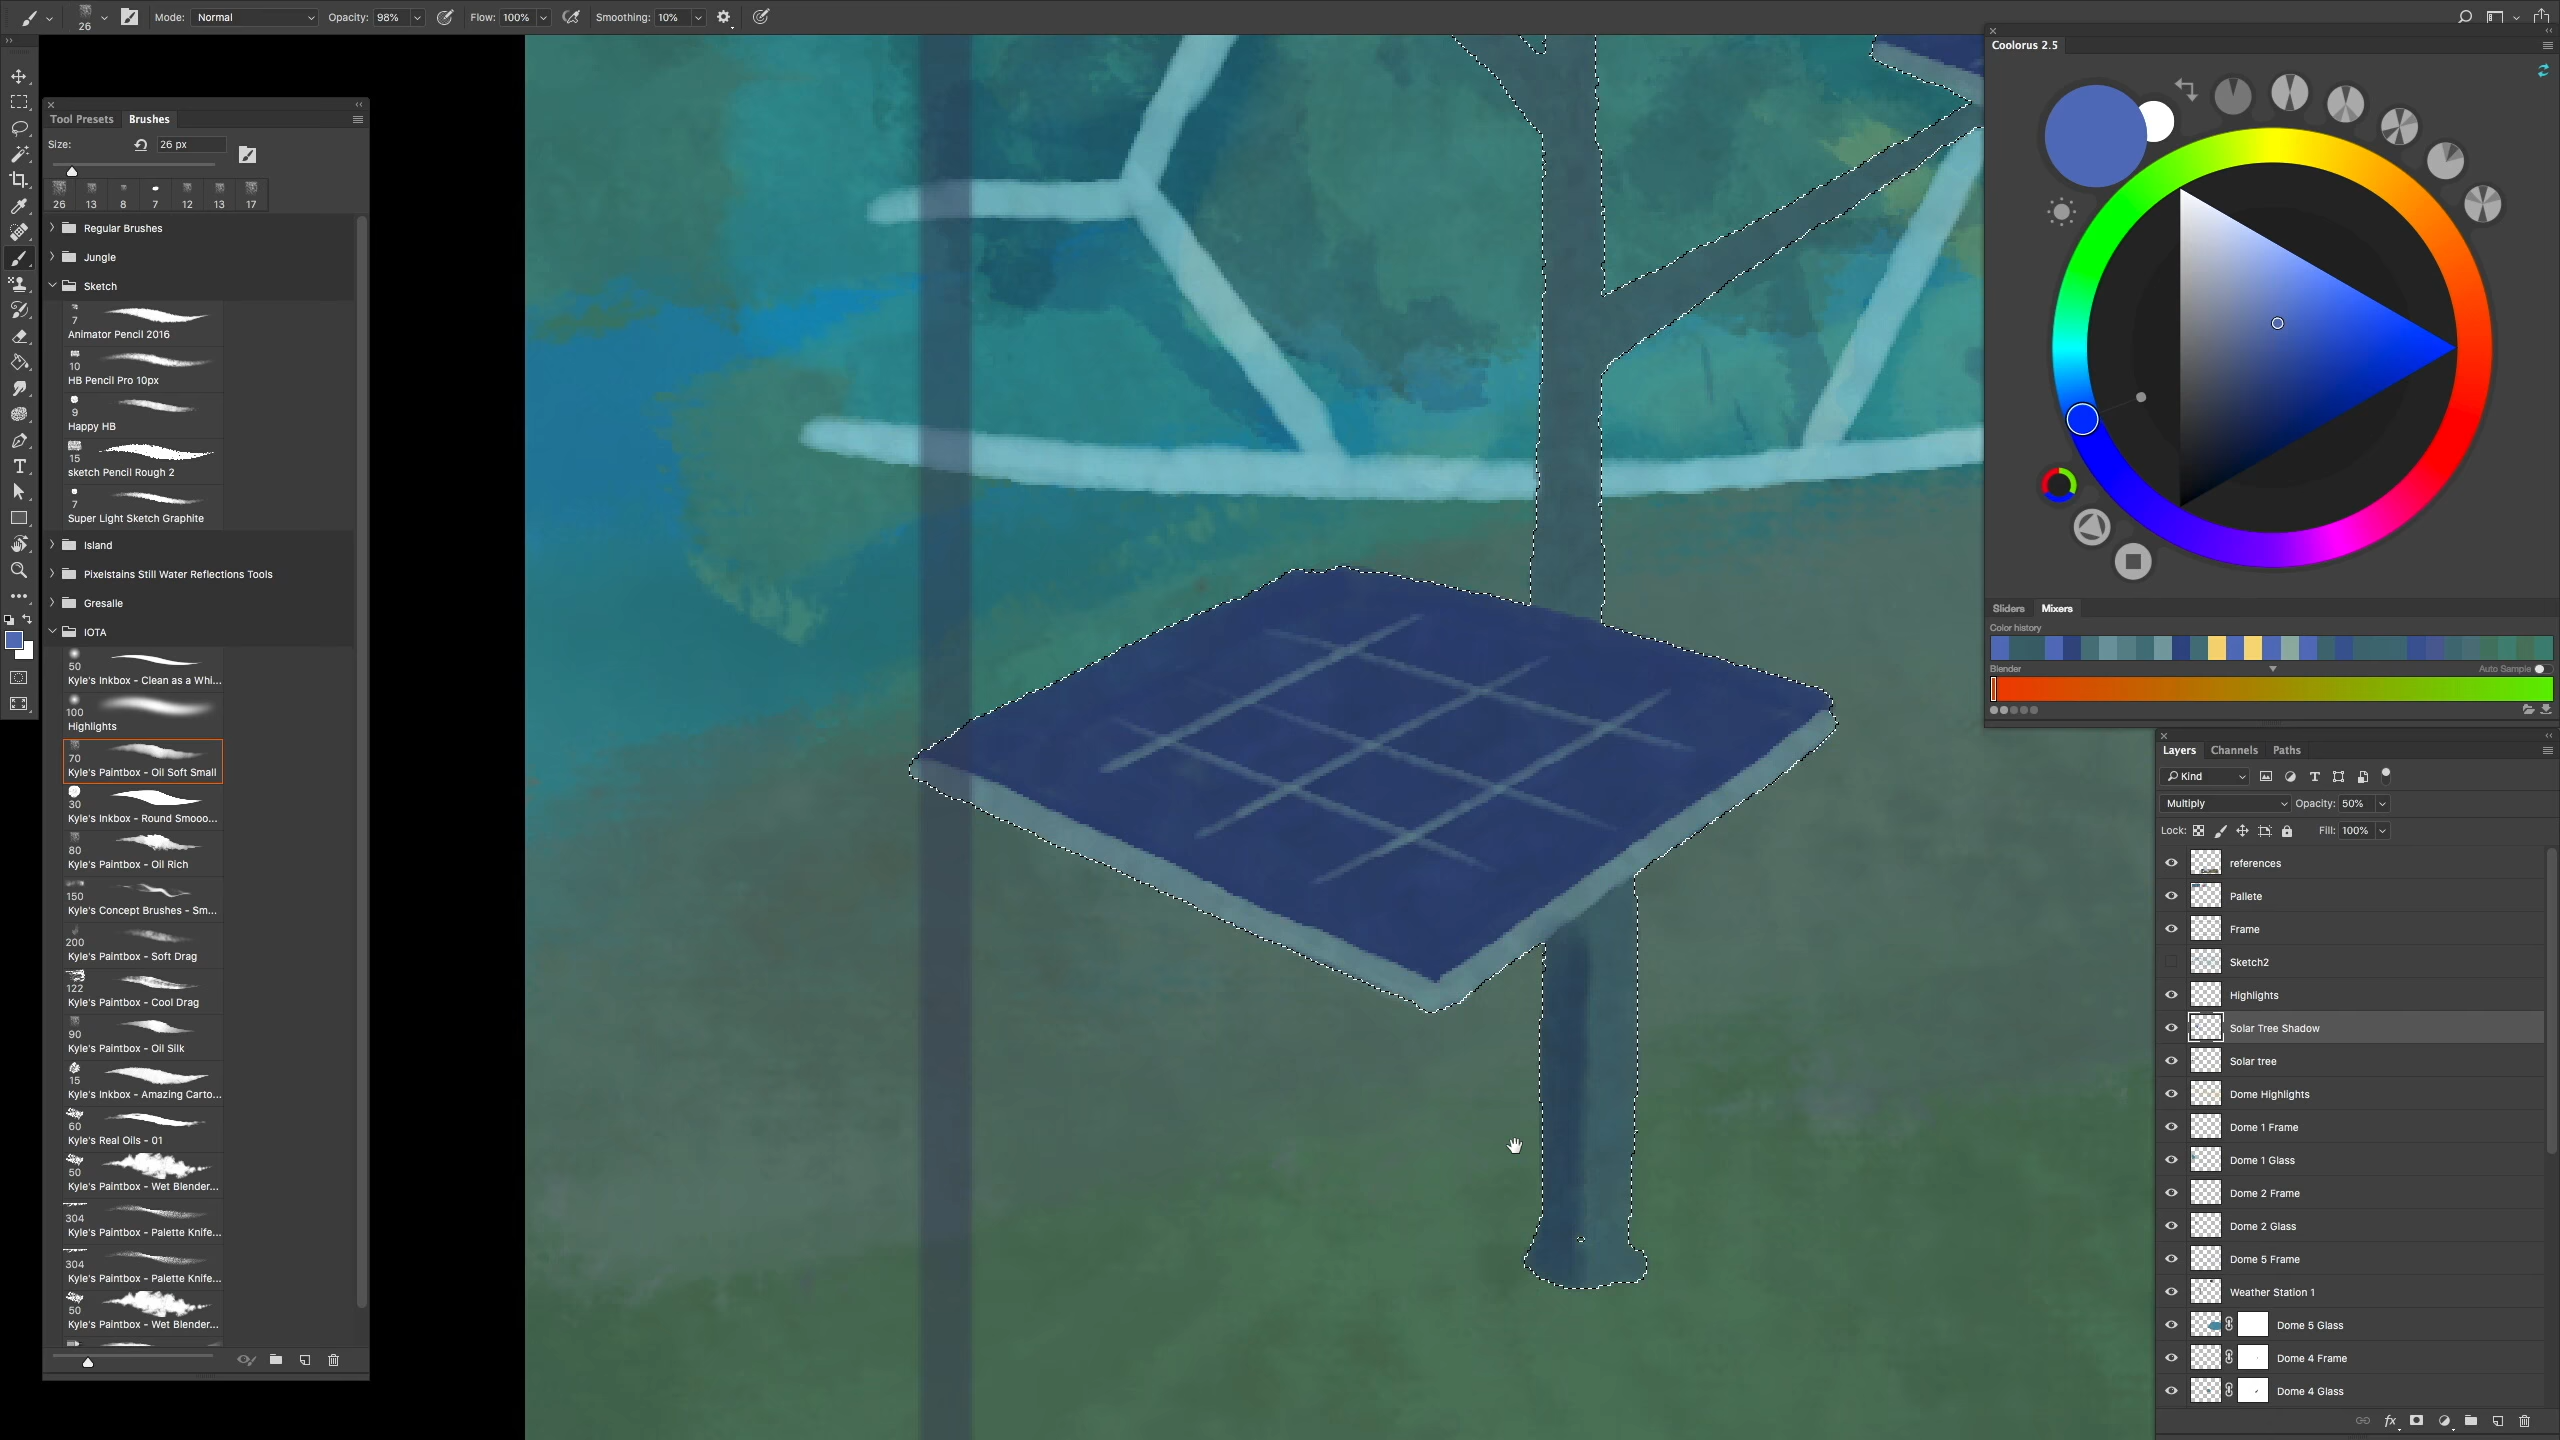 26
Mode: Normal
Opacity: 98%
Flow: 100%
Smoothing: 10%
Tool Presets
Brushes
Size: 26 px
26 13 8 7 12 13 17
Regular Brushes
Jungle
Sketch
7
Animator Pencil 2016
10
HB Pencil Pro 10px
9
Happy HB
15
sketch Pencil Rough 2
7
Super Light Sketch Graphite
Island
Pixelstains Still Water Reflections Tools
Gresalle
IOTA
50
Kyle's Inkbox - Clean as a Whi...
100
Highlights
70
Kyle's Paintbox - Oil Soft Small
30
Kyle's Inkbox - Round Smooo...
80
Kyle's Paintbox - Oil Rich
150
Kyle's Concept Brushes - Sm...
200
Kyle's Paintbox - Soft Drag
122
Kyle's Paintbox - Cool Drag
90
Kyle's Paintbox - Oil Silk
15
Kyle's Inkbox - Amazing Carto...
60
Kyle's Real Oils - 01
50
Kyle's Paintbox - Wet Blender...
304
Kyle's Paintbox - Palette Knife...
304
Kyle's Paintbox - Palette Knife...
50
Kyle's Paintbox - Wet Blender...
Coolorus 2.5
Sliders
Mixers
Color history
Blender
Auto Sample
Layers
Channels
Paths
Kind
Multiply
Opacity: 50%
Lock:
Fill: 100%
references
Pallete
Frame
Sketch2
Highlights
Solar Tree Shadow
Solar tree
Dome Highlights
Dome 1 Frame
Dome 1 Glass
Dome 2 Frame
Dome 2 Glass
Dome 5 Frame
Weather Station 1
Dome 5 Glass
Dome 4 Frame
Dome 4 Glass
fx